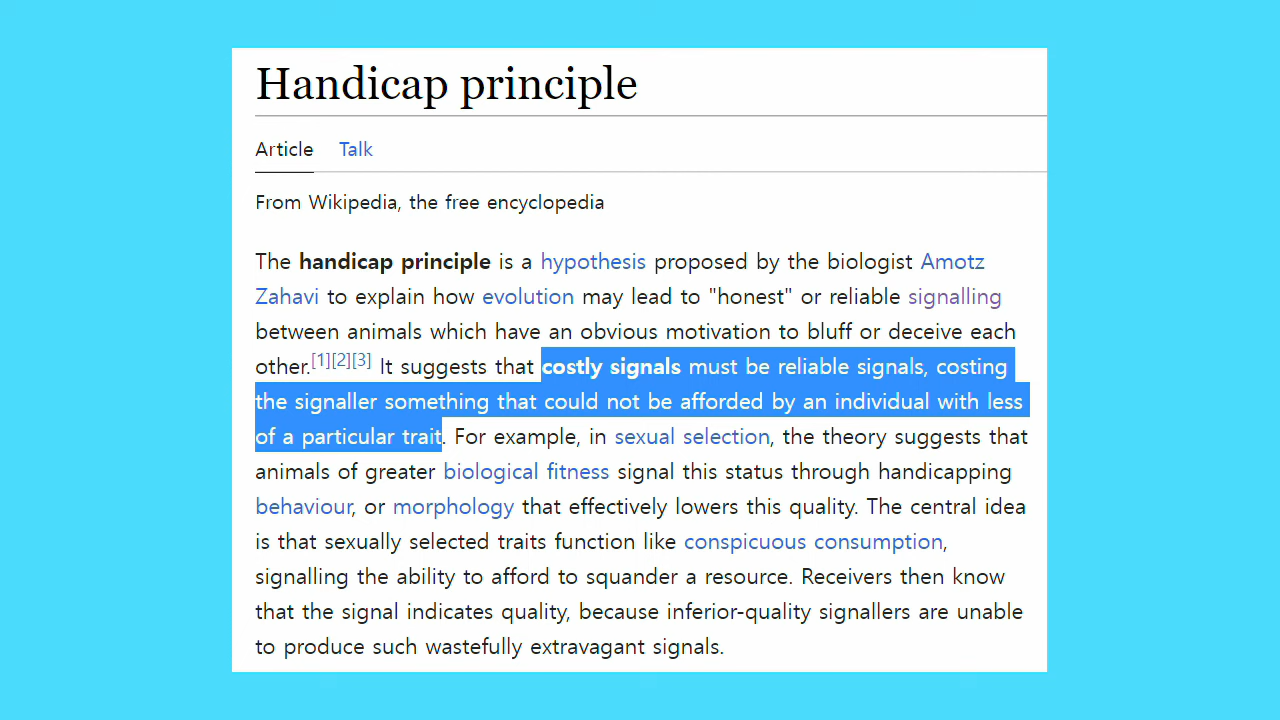 Handicap principle
Article Talk
From Wikipedia, the free encyclopedia
The handicap principle is a hypothesis proposed by the biologist Amotz
Zahavi to explain how evolution may lead to "honest" or reliable signalling
between animals which have an obvious motivation to bluff or deceive each
other.[1][2][3] It suggests that costly signals must be reliable signals, costing
the signaller something that could not be afforded by an individual with less
of a particular trait. For example, in sexual selection, the theory suggests that
animals of greater biological fitness signal this status through handicapping
behaviour, or morphology that effectively lowers this quality. The central idea
is that sexually selected traits function like conspicuous consumption,
signalling the ability to afford to squander a resource. Receivers then know
that the signal indicates quality, because inferior-quality signallers are unable
to produce such wastefully extravagant signals.